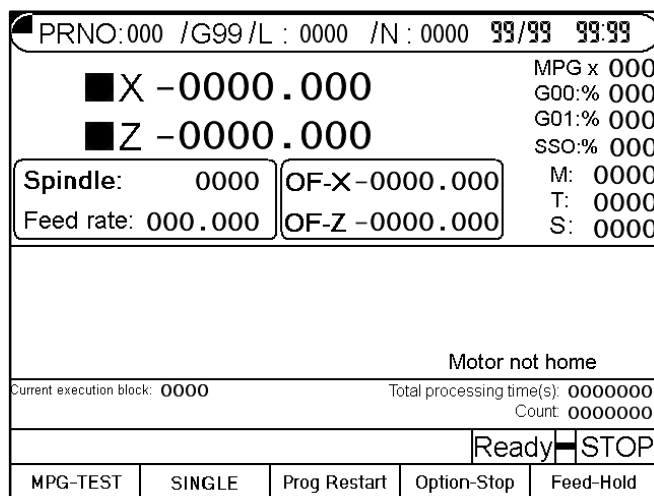 PRNO:000 /G99/L : 0000 /N : 0000 99/99 99:99
MPG x 000
X -0000.000
G00:% 000
G01:% 000
Z -0000.000
SSO:% 000
Spindle: 0000
OF-X-0000.000
M: 0000
T: 0000
Feed rate: 000.000
OF-Z -0000.000
S: 0000
Motor not home
Current execution block: 0000
Total processing time(s): 0000000
Count: 0000000
Ready STOP
MPG-TEST SINGLE Prog Restart Option-Stop Feed-Hold